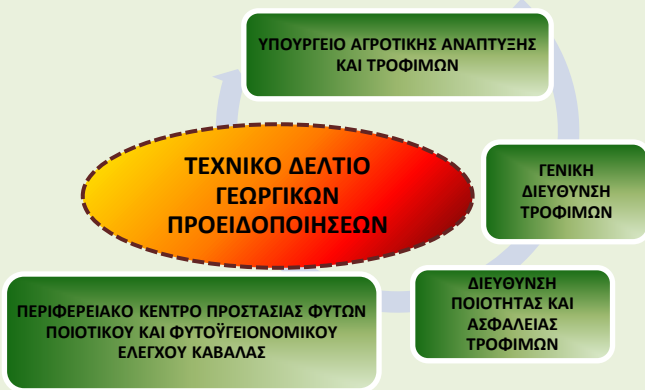 ΥΠΟΥΡΓΕΙΟ ΑΓΡΟΤΙΚΗΣ ΑΝΑΠΤΥΞΗΣ
ΚΑΙ ΤΡΟΦΙΜΩΝ
ΤΕΧΝΙΚΟ ΔΕΛΤΙΟ
ΓΕΩΡΓΙΚΩΝ
ΠΡΟΕΙΔΟΠΟΙΗΣΕΩΝ
ΓΕΝΙΚΗ
ΔΙΕΥΘΥΝΣΗ
ΤΡΟΦΙΜΩΝ
ΔΙΕΥΘΥΝΣΗ
ΠΟΙΟΤΗΤΑΣ ΚΑΙ
ΑΣΦΑΛΕΙΑΣ
ΤΡΟΦΙΜΩΝ
ΠΕΡΙΦΕΡΕΙΑΚΟ ΚΕΝΤΡΟ ΠΡΟΣΤΑΣΙΑΣ ΦΥΤΩΝ
ΠΟΙΟΤΙΚΟΥ ΚΑΙ ΦΥΤΟΫΓΕΙΟΝΟΜΙΚΟΥ
ΕΛΕΓΧΟΥ ΚΑΒΑΛΑΣ